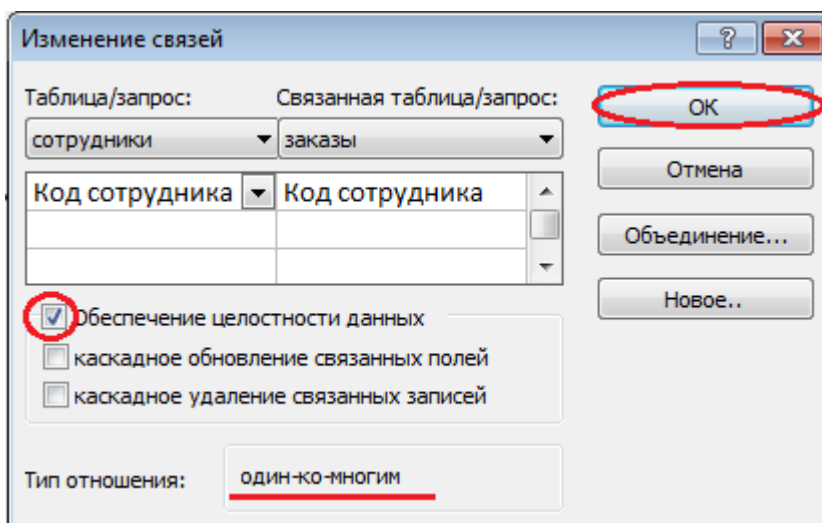 Изменение связей
Таблица/запрос: Связанная таблица/запрос:
сотрудники заказы
Код сотрудника Код сотрудника
Обеспечение целостности данных
каскадное обновление связанных полей
каскадное удаление связанных записей
Тип отношения: один-ко-многим
?
OK
Отмена
Объединение...
Новое..